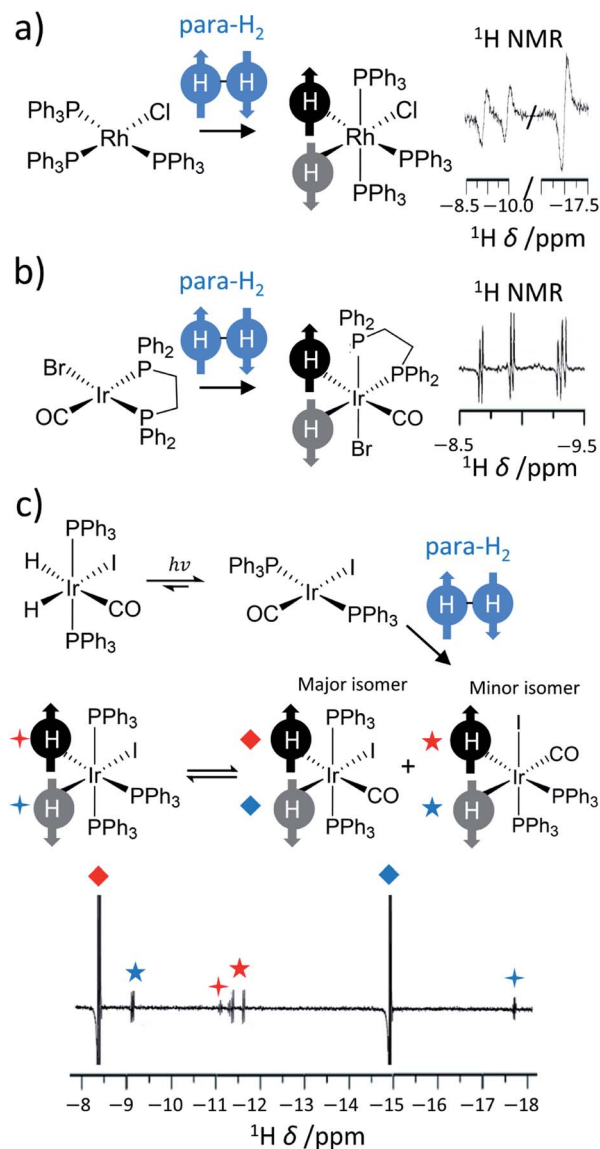 a)
para-H2
H H
Ph3P Cl
Rh
Ph3P PPh3
PPh3
H Cl
Rh
H PPh3
PPh3
1H NMR
−8.5 −10.0 −17.5
1H δ /ppm
b)
para-H2
H H
Br Ph2
P
Ir
OC P
Ph2
Ph2
P
H P
Ph2
Ir
H CO
Br
1H NMR
−8.5 −9.5
1H δ /ppm
c)
PPh3
H I
Ir
H CO
PPh3
hν
Ph3P I
Ir
OC PPh3
para-H2
H H
Major isomer Minor isomer
PPh3
H I
Ir
H PPh3
PPh3
PPh3
H I
Ir
H CO
PPh3
+
I
H CO
Ir
H PPh3
PPh3
−8 −9 −10 −11 −12 −13 −14 −15 −16 −17 −18
1H δ /ppm